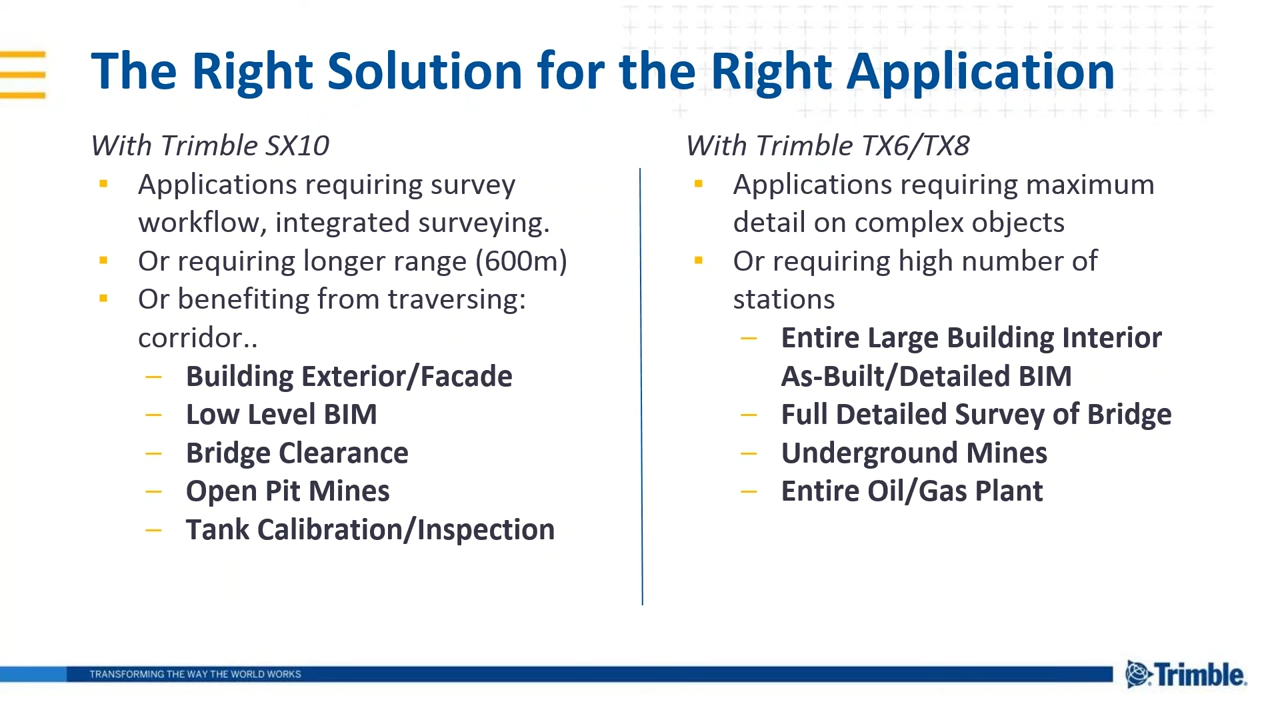 The Right Solution for the Right Application
With Trimble SX10
▪ Applications requiring survey
workflow, integrated surveying.
▪ Or requiring longer range (600m)
▪ Or benefiting from traversing:
corridor..
– Building Exterior/Facade
– Low Level BIM
– Bridge Clearance
– Open Pit Mines
– Tank Calibration/Inspection
With Trimble TX6/TX8
▪ Applications requiring maximum
detail on complex objects
▪ Or requiring high number of
stations
– Entire Large Building Interior
As-Built/Detailed BIM
– Full Detailed Survey of Bridge
– Underground Mines
– Entire Oil/Gas Plant
TRANSFORMING THE WAY THE WORLD WORKS
Trimble.